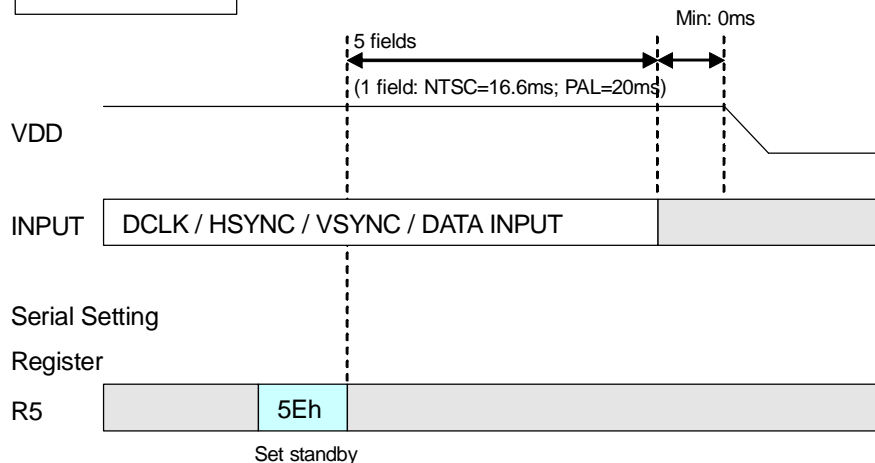 Min: 0ms
5 fields
(1 field: NTSC=16.6ms; PAL=20ms)
VDD
INPUT DCLK / HSYNC / VSYNC / DATA INPUT
Serial Setting
Register
R5 5Eh
Set standby